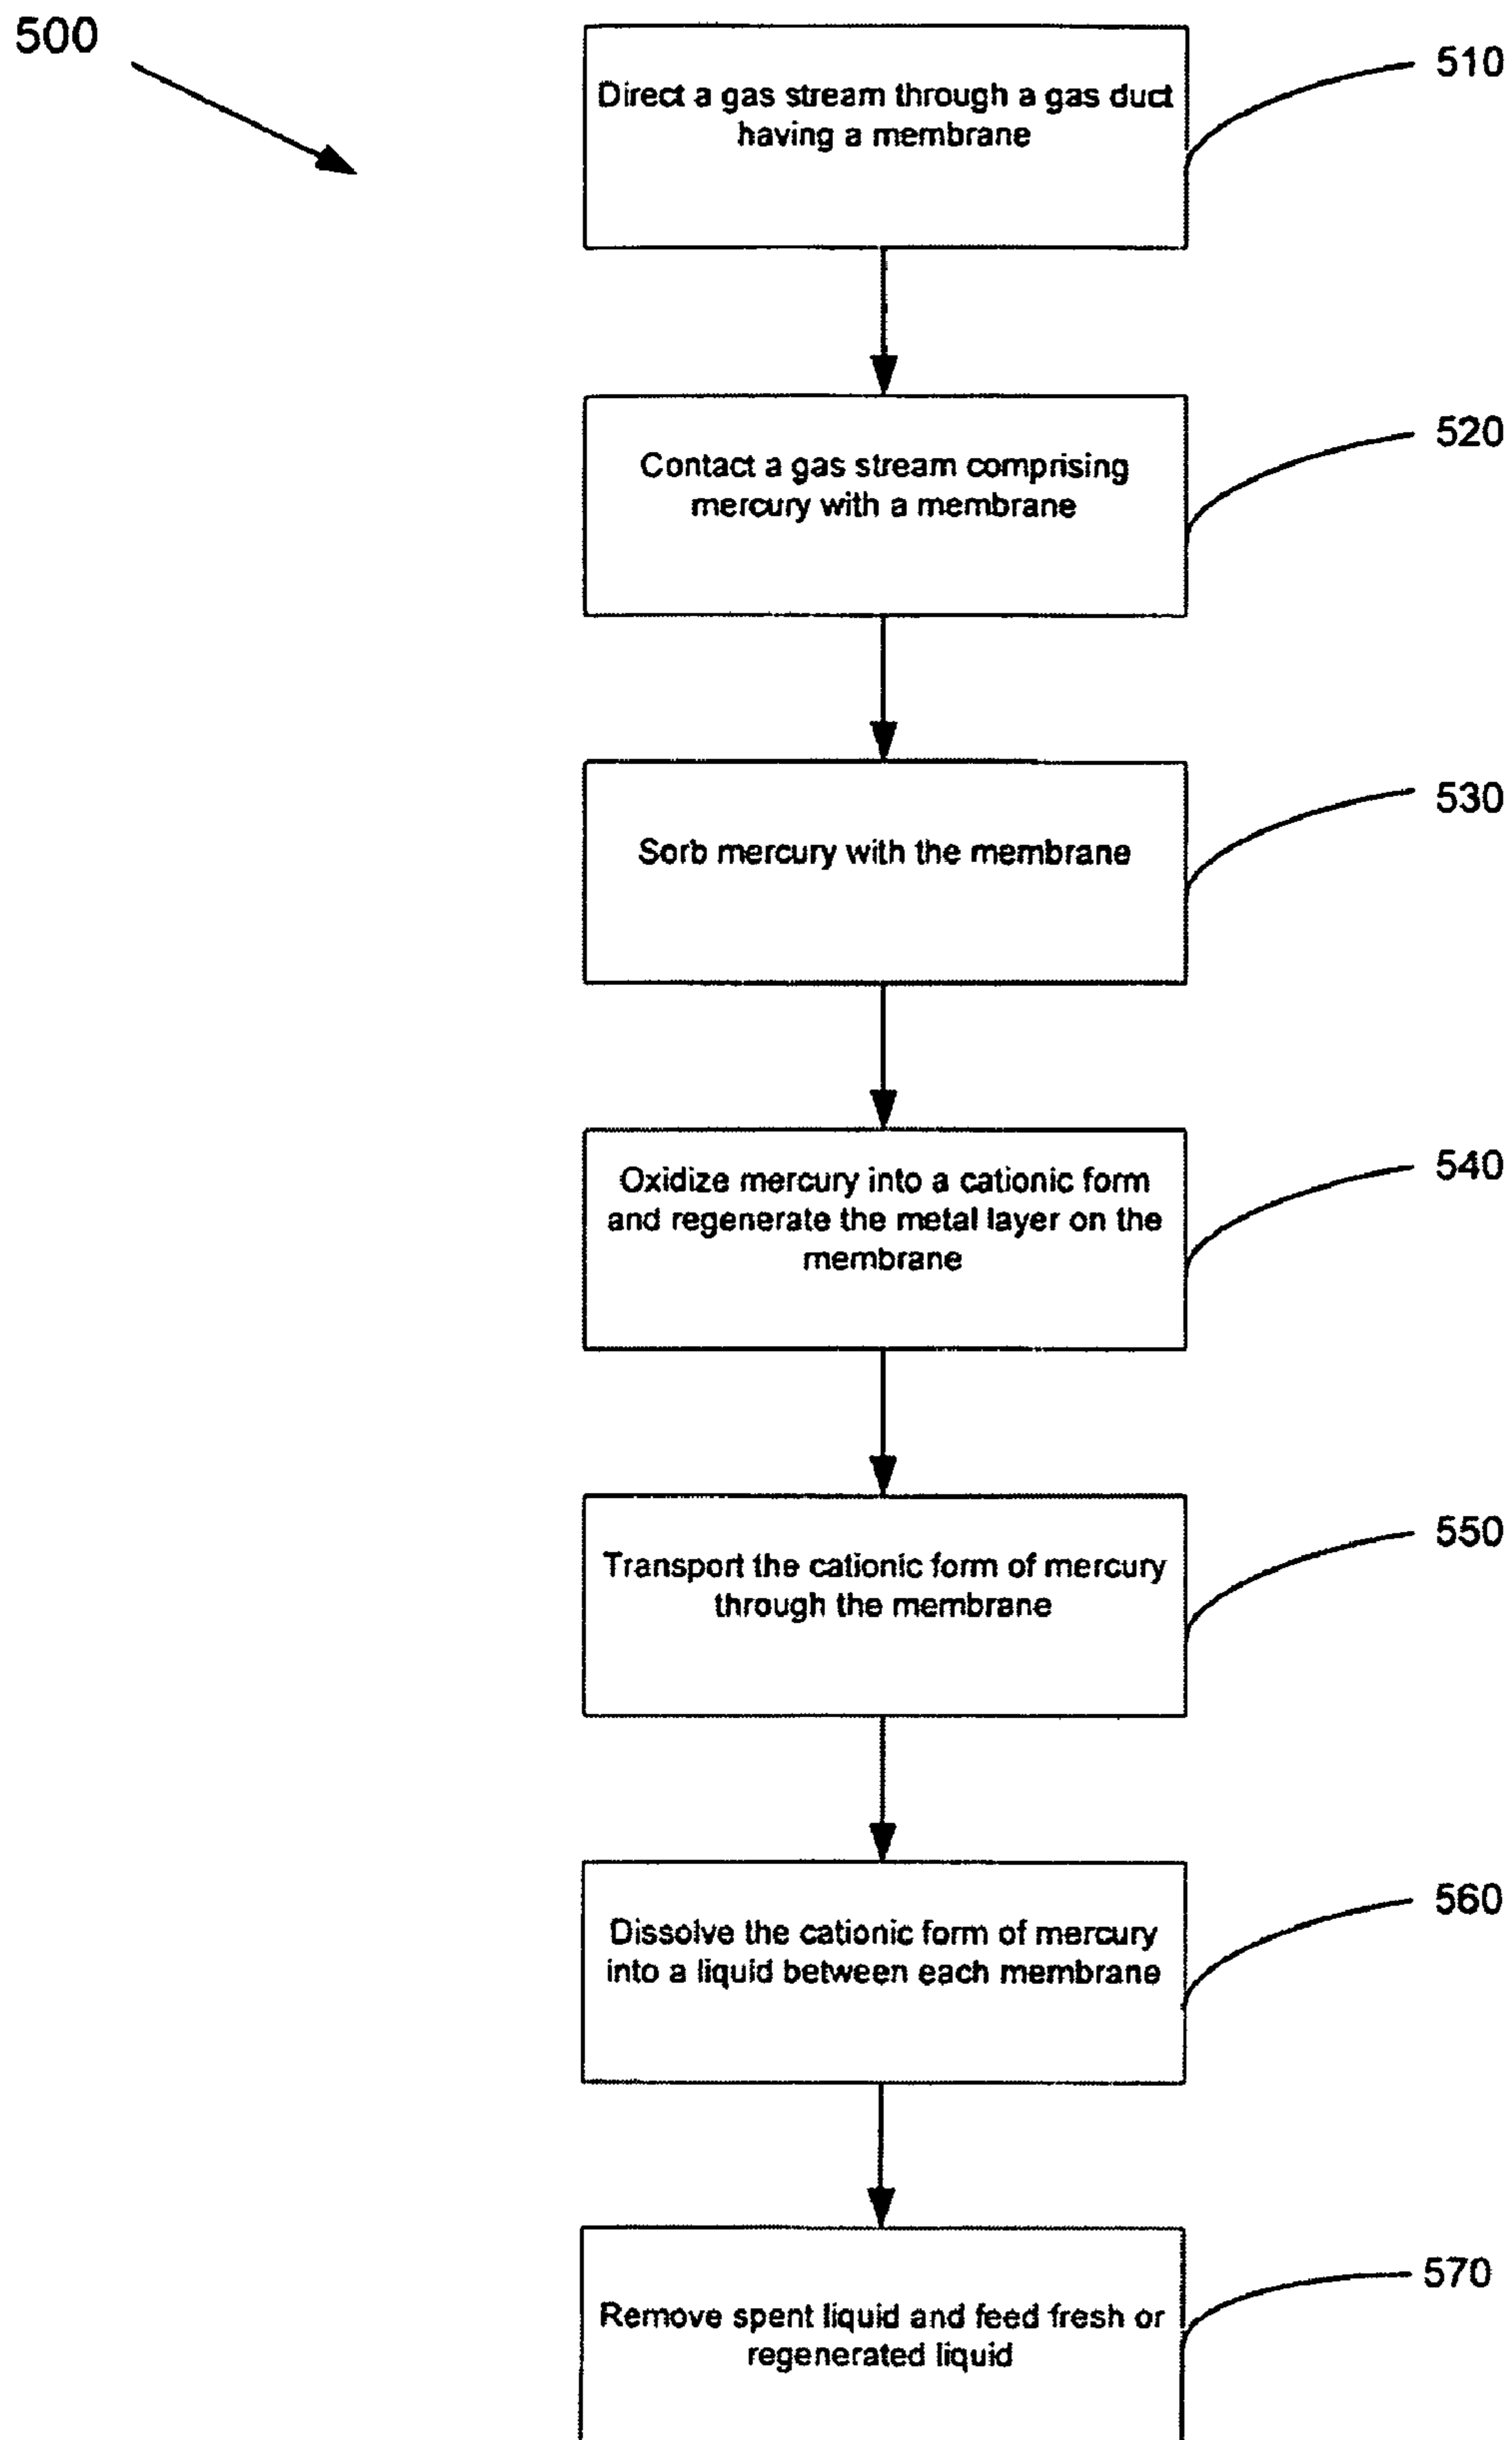 500
510
Direct a gas stream through a gas duct
having a membrane
520
Contact a gas stream comprising
mercury with a membrane
530
Sorb mercury with the membrane
540
Oxidize mercury into a cationic form
and regenerate the metal layer on the
membrane
550
Transport the cationic form of mercury
through the membrane
560
Dissolve the cationic form of mercury
into a liquid between each membrane
570
Remove spent liquid and feed fresh or
regenerated liquid